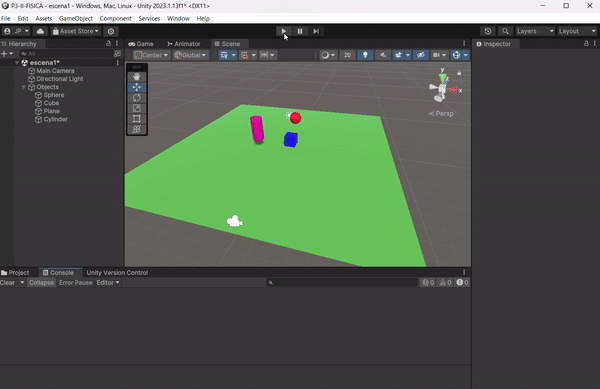 P3-II-FISICA - escena1 - Windows, Mac, Linux - Unity 2023.1.13f1* <DX11>
File Edit Assets GameObject Component Services Window Help
JP Asset Store Layers Layout
Hierarchy Game Animator Scene Inspector
All Center Global 2D
escena1*
Main Camera
Directional Light
Objects
Sphere
Cube
Plane
Cylinder
y
z
x
Persp
Project Console Unity Version Control
Clear Collapse Error Pause Editor 0 0 0